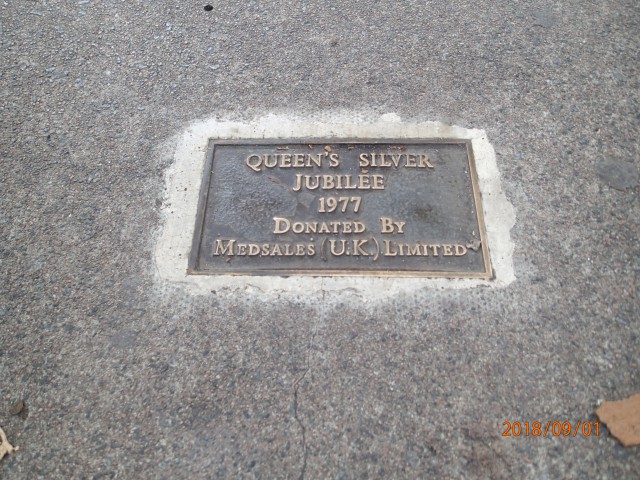 QUEEN'S SILVER
JUBILEE
1977
DONATED BY
MEDSALES (U.K.) LIMITED
2018/09/01